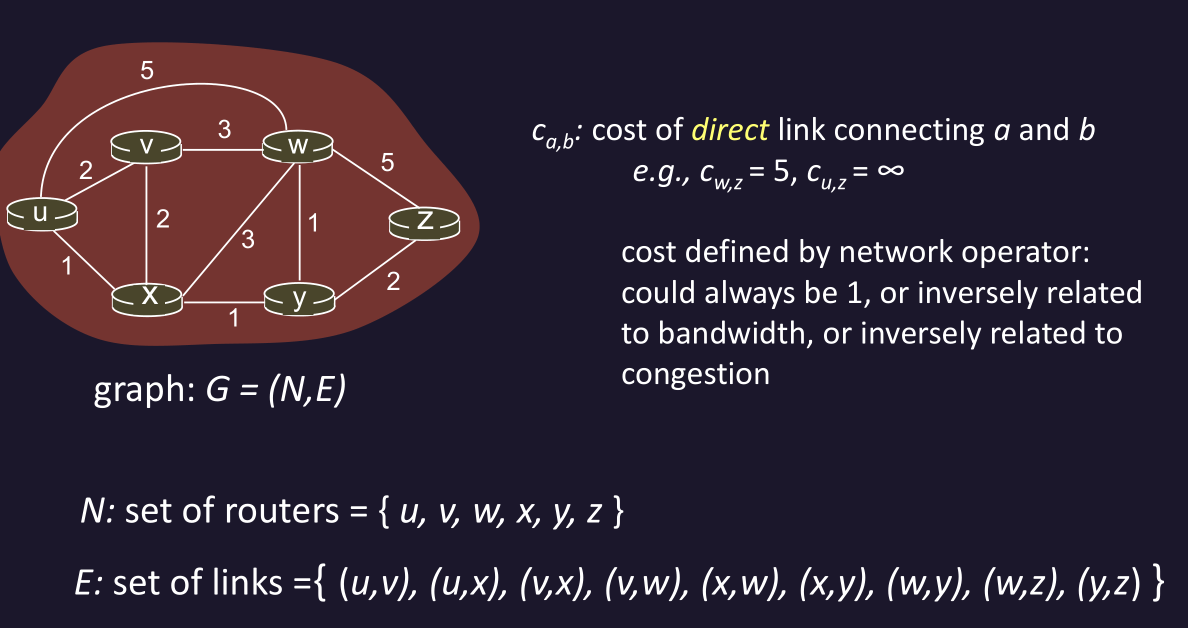 5
v
3
w
2
5
u
2
3
1
z
1
2
x
y
1
graph: G = (N,E)
c_{a,b}: cost of direct link connecting a and b
e.g., c_{w,z} = 5, c_{u,z} = ∞
cost defined by network operator:
could always be 1, or inversely related
to bandwidth, or inversely related to
congestion
N: set of routers = { u, v, w, x, y, z }
E: set of links ={ (u,v), (u,x), (v,x), (v,w), (x,w), (x,y), (w,y), (w,z), (y,z) }